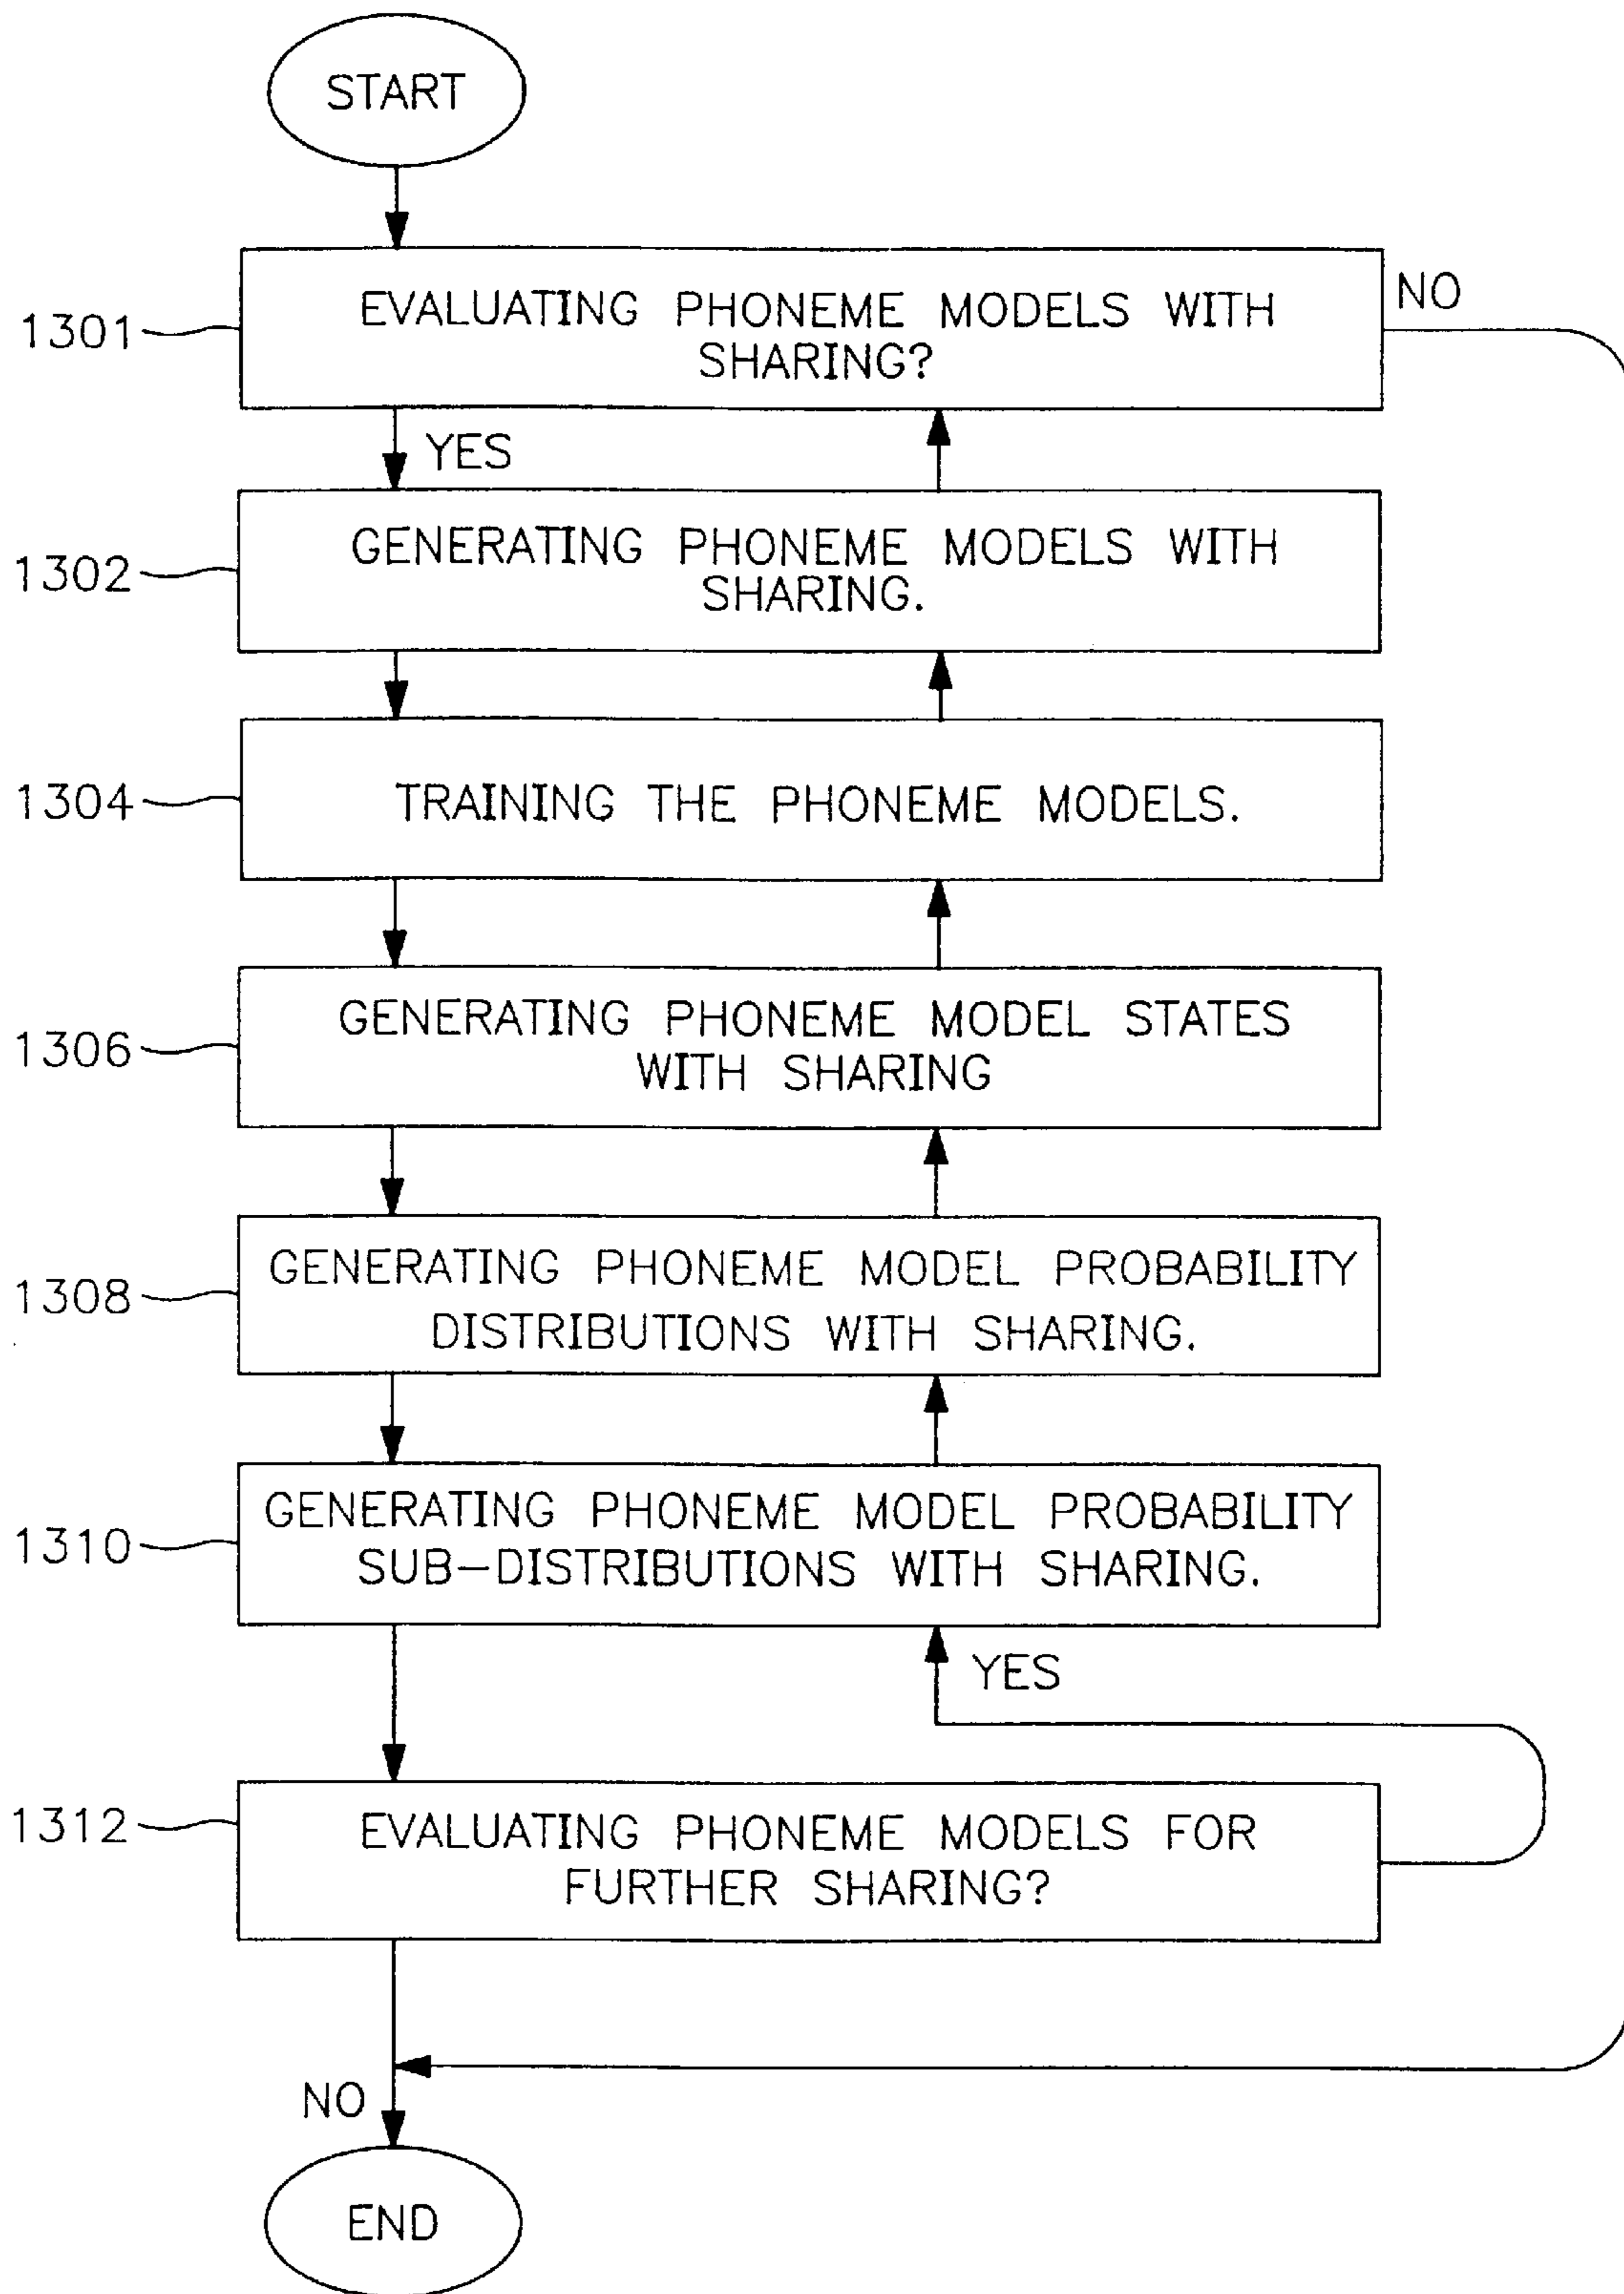 START
EVALUATING PHONEME MODELS WITH
SHARING?
NO
1301
YES
GENERATING PHONEME MODELS WITH
SHARING.
1302
TRAINING THE PHONEME MODELS.
1304
GENERATING PHONEME MODEL STATES
WITH SHARING
1306
GENERATING PHONEME MODEL PROBABILITY
DISTRIBUTIONS WITH SHARING.
1308
GENERATING PHONEME MODEL PROBABILITY
SUB-DISTRIBUTIONS WITH SHARING.
1310
YES
EVALUATING PHONEME MODELS FOR
FURTHER SHARING?
1312
NO
END